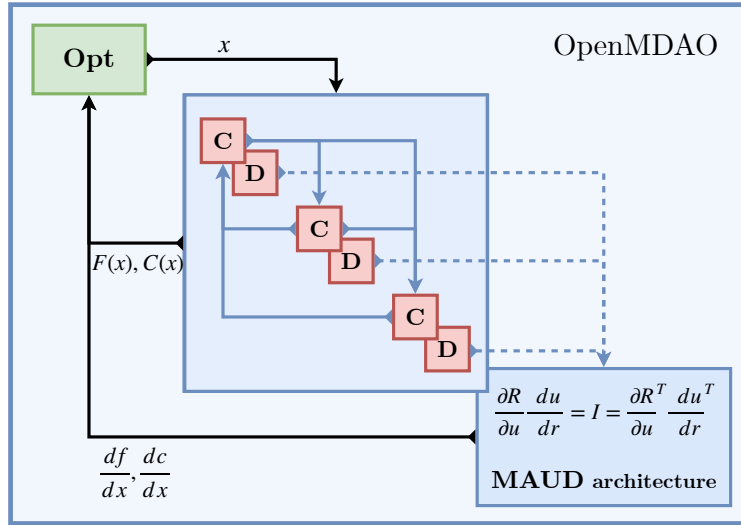 OpenMDAO
Opt
x
C
D
C
D
C
D
F(x), C(x)
∂R/∂u du/dr = I = ∂R/∂u^T du/dr^T
MAUD architecture
df/dx, dc/dx